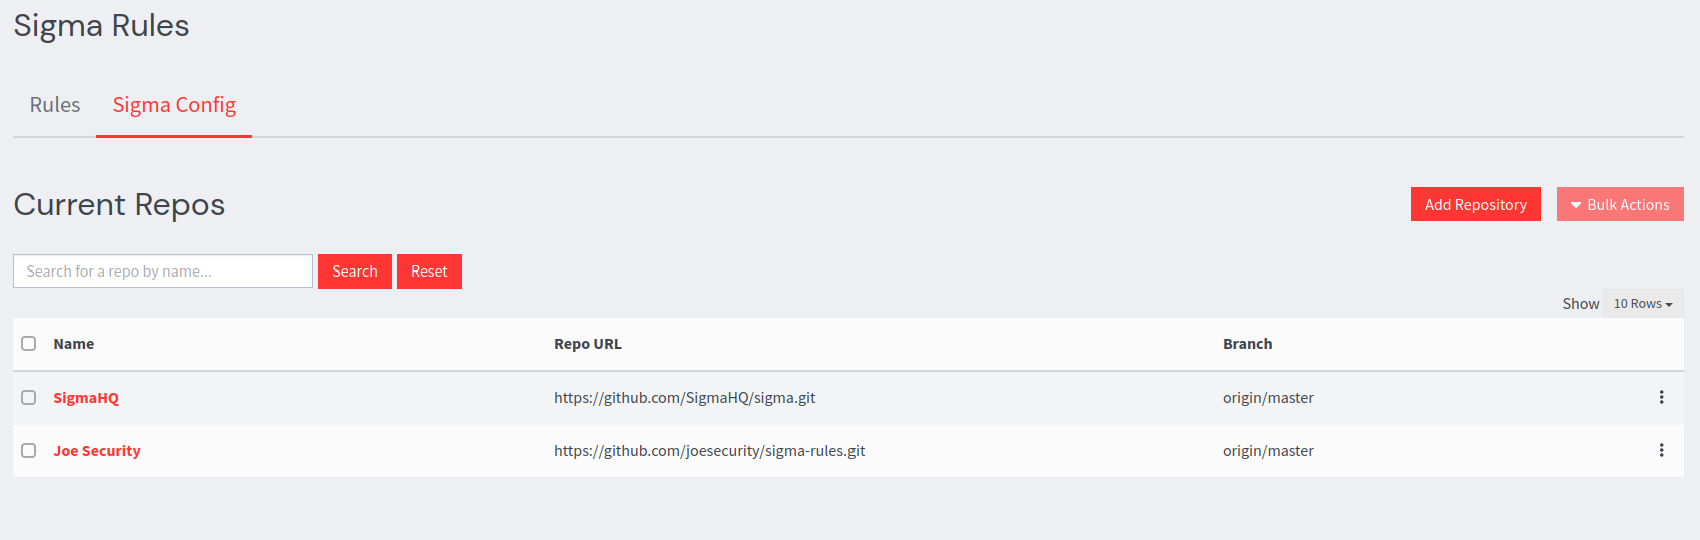 Sigma Rules
Rules Sigma Config
Current Repos Add Repository Bulk Actions
Search for a repo by name... Search Reset
Show 10 Rows
Name Repo URL Branch
SigmaHQ https://github.com/SigmaHQ/sigma.git origin/master
Joe Security https://github.com/joesecurity/sigma-rules.git origin/master